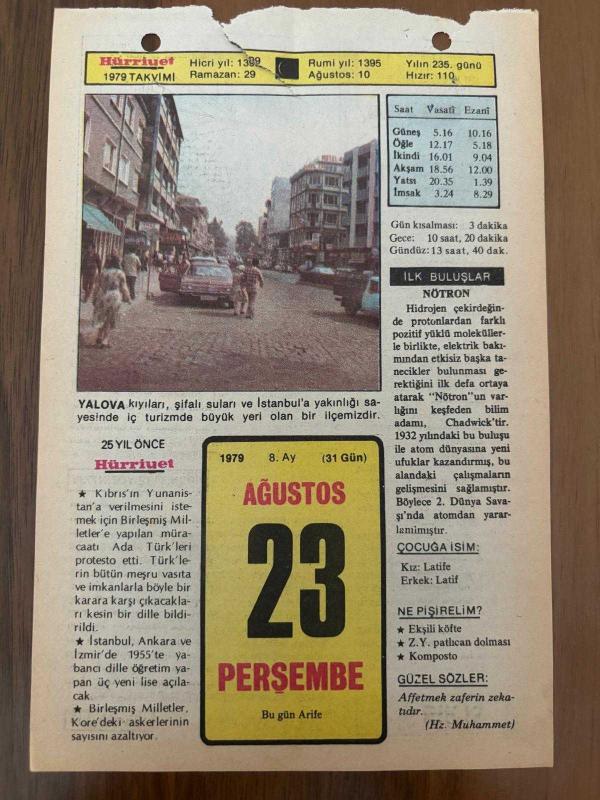 Hürriyet
1979 TAKVİMİ
Hicri yıl: 1399
Ramazan: 29
Rumi yıl: 1395
Ağustos: 10
Yılın 235. günü
Hızır: 110
Saat Vasatî Ezanî
Güneş 5.16 10.16
Öğle 12.17 5.18
İkindi 16.01 9.04
Akşam 18.56 12.00
Yatsı 20.35 1.39
İmsak 3.24 8.29
Gün kısalması: 3 dakika
Gece: 10 saat, 20 dakika
Gündüz: 13 saat, 40 dak.
YALOVA kıyıları, şifalı suları ve İstanbul'a yakınlığı sa-
yesinde iç turizmde büyük yeri olan bir ilçemizdir.
25 YIL ÖNCE
Hürriyet
★ Kıbrıs'ın Yunanis-
tan'a verilmesini iste-
mek için Birleşmiş Mil-
letler'e yapılan müra-
caatı Ada Türk'leri
protesto etti. Türk'le-
rin bütün meşru vasıta
ve imkanlarla böyle bir
karara karşı çıkacakla-
rı kesin bir dille bildi-
rildi.
★ İstanbul, Ankara ve
İzmir'de 1955'te ya-
bancı dille öğretim ya-
pan üç yeni lise açıla-
cak.
★ Birleşmiş Milletler,
Kore'deki askerlerinin
sayısını azaltıyor.
1979 8. Ay (31 Gün)
AĞUSTOS
23
PERŞEMBE
Bu gün Arife
İLK BULUŞLAR
NÖTRON
Hidrojen çekirdeğin-
de protonlardan farklı
pozitif yüklü moleküller-
le birlikte, elektrik bakı-
mından etkisiz başka ta-
necikler bulunması ge-
rektiğini ilk defa ortaya
atarak "Nötron"un var-
lığını keşfeden bilim
adamı, Chadwick'tir.
1932 yılındaki bu buluşu
ile atom dünyasına yeni
ufuklar kazandırmış, bu
alandaki çalışmaların
gelişmesini sağlamıştır.
Böylece 2. Dünya Sava-
şı'nda atomdan yarar-
lanılmıştır.
ÇOCUĞA İSİM:
Kız: Latife
Erkek: Latif
NE PİŞİRELİM?
★ Ekşili köfte
★ Z.Y. patlıcan dolması
★ Komposto
GÜZEL SÖZLER:
Affetmek zaferin zeka-
tıdır.
(Hz. Muhammet)